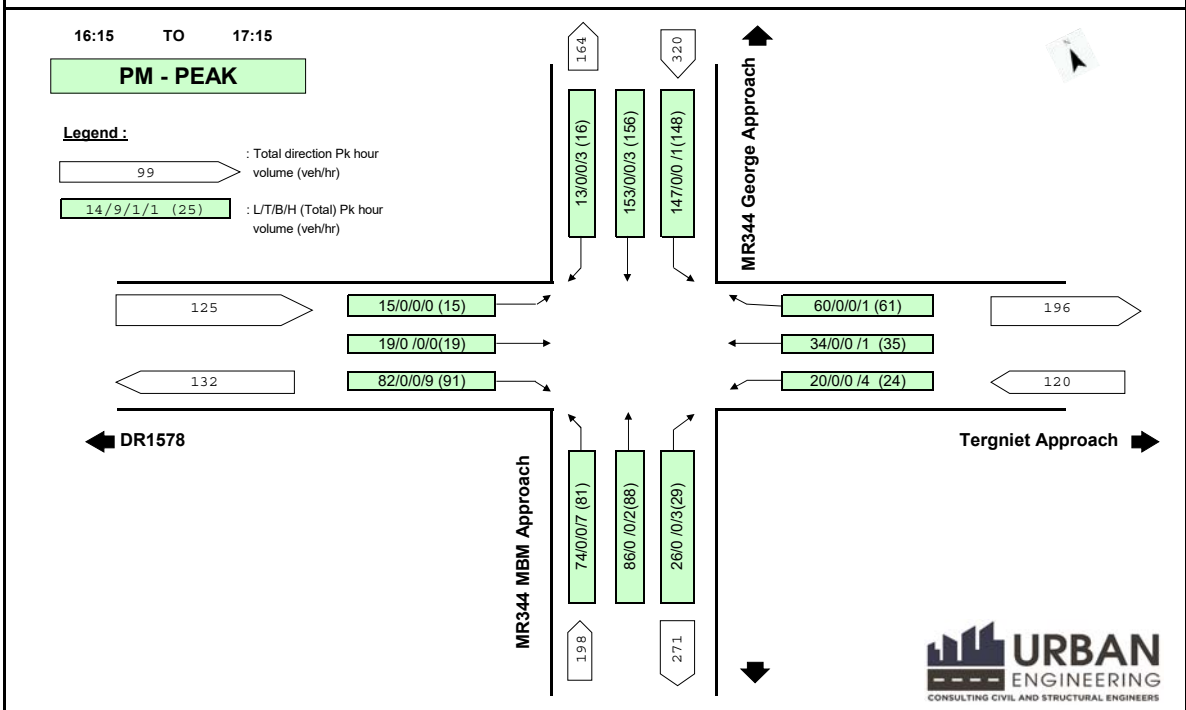 16:15 TO 17:15
PM - PEAK
Legend :
99
: Total direction Pk hour
volume (veh/hr)
14/9/1/1 (25)
: L/T/B/H (Total) Pk hour
volume (veh/hr)
164
320
13/0/0/3 (16)
153/0/0/3 (156)
147/0/0 /1(148)
MR344 George Approach
N
125
15/0/0/0 (15)
60/0/0/1 (61)
196
19/0 /0/0(19)
34/0/0 /1 (35)
132
82/0/0/9 (91)
20/0/0 /4 (24)
120
DR1578
Tergniet Approach
MR344 MBM Approach
74/0/0/7 (81)
86/0 /0/2(88)
26/0 /0/3(29)
198
271
URBAN
ENGINEERING
CONSULTING CIVIL AND STRUCTURAL ENGINEERS